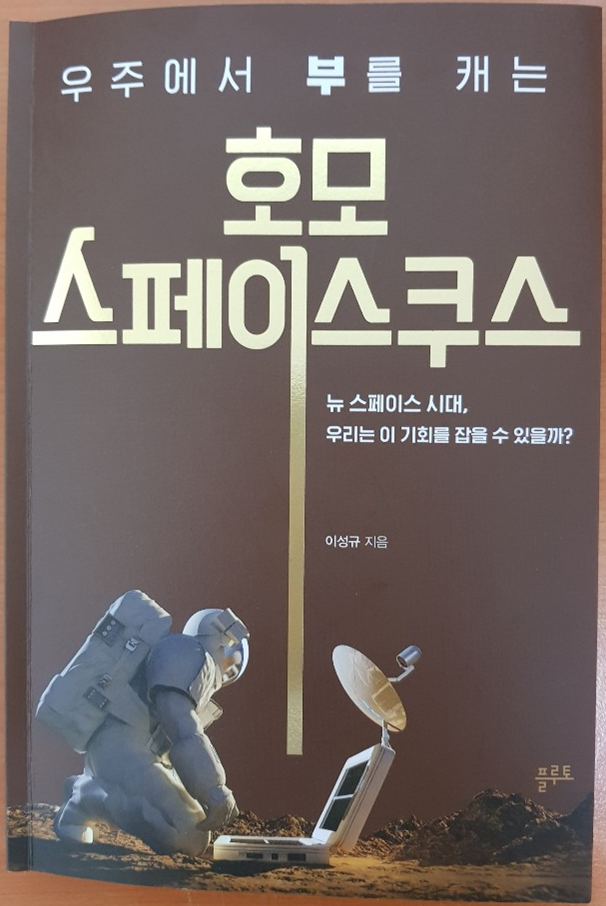 우주에서 부를 캐는
호모
스페이스쿠스
뉴 스페이스 시대,
우리는 이 기회를 잡을 수 있을까?
이성규 지음
플루토